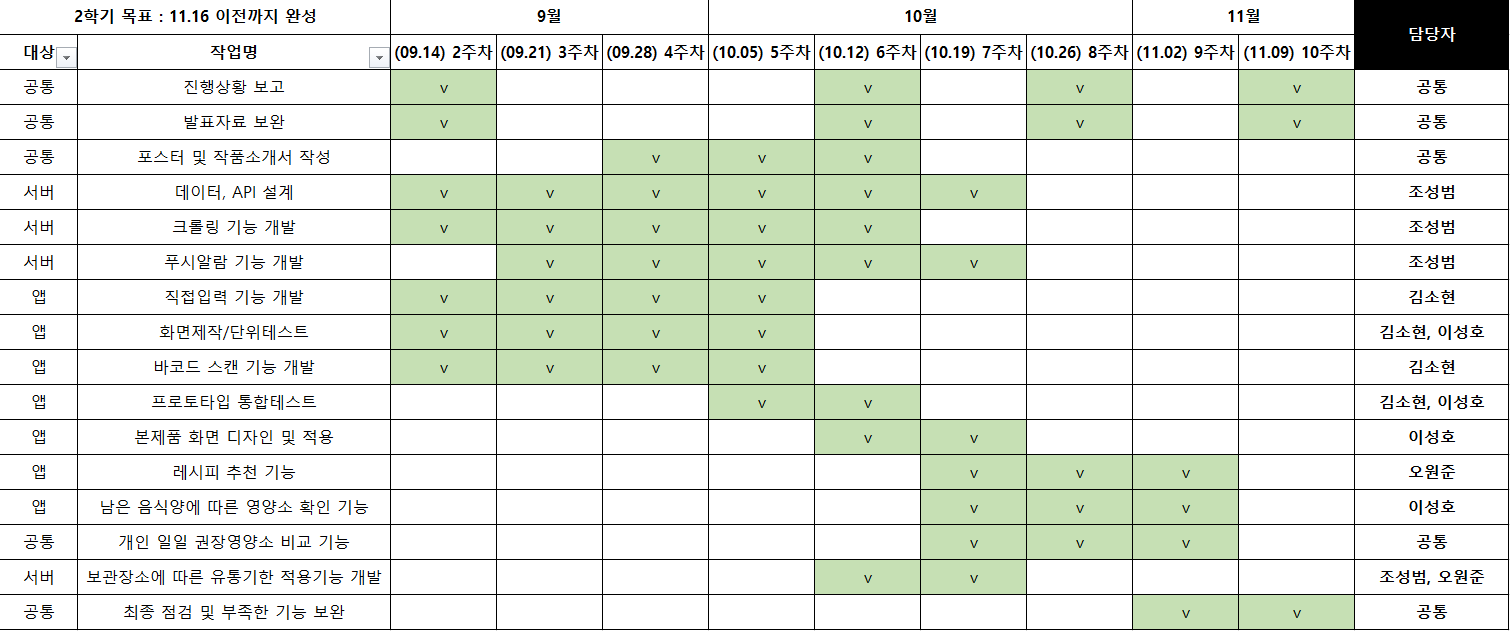 2학기 목표 : 11.16 이전까지 완성 9월 10월 11월 담당자
대상 작업명 (09.14) 2주차 (09.21) 3주차 (09.28) 4주차 (10.05) 5주차 (10.12) 6주차 (10.19) 7주차 (10.26) 8주차 (11.02) 9주차 (11.09) 10주차
공통 진행상황 보고 v v v v 공통
공통 발표자료 보완 v v v v 공통
공통 포스터 및 작품소개서 작성 v v v 공통
서버 데이터, API 설계 v v v v v v 조성범
서버 크롤링 기능 개발 v v v v v 조성범
서버 푸시알람 기능 개발 v v v v v 조성범
앱 직접입력 기능 개발 v v v v 김소현
앱 화면제작/단위테스트 v v v v 김소현, 이성호
앱 바코드 스캔 기능 개발 v v v v 김소현
앱 프로토타입 통합테스트 v v 김소현, 이성호
앱 본제품 화면 디자인 및 적용 v v 이성호
앱 레시피 추천 기능 v v v 오원준
앱 남은 음식양에 따른 영양소 확인 기능 v v v 이성호
공통 개인 일일 권장영양소 비교 기능 v v v 공통
서버 보관장소에 따른 유통기한 적용기능 개발 v v 조성범, 오원준
공통 최종 점검 및 부족한 기능 보완 v v 공통